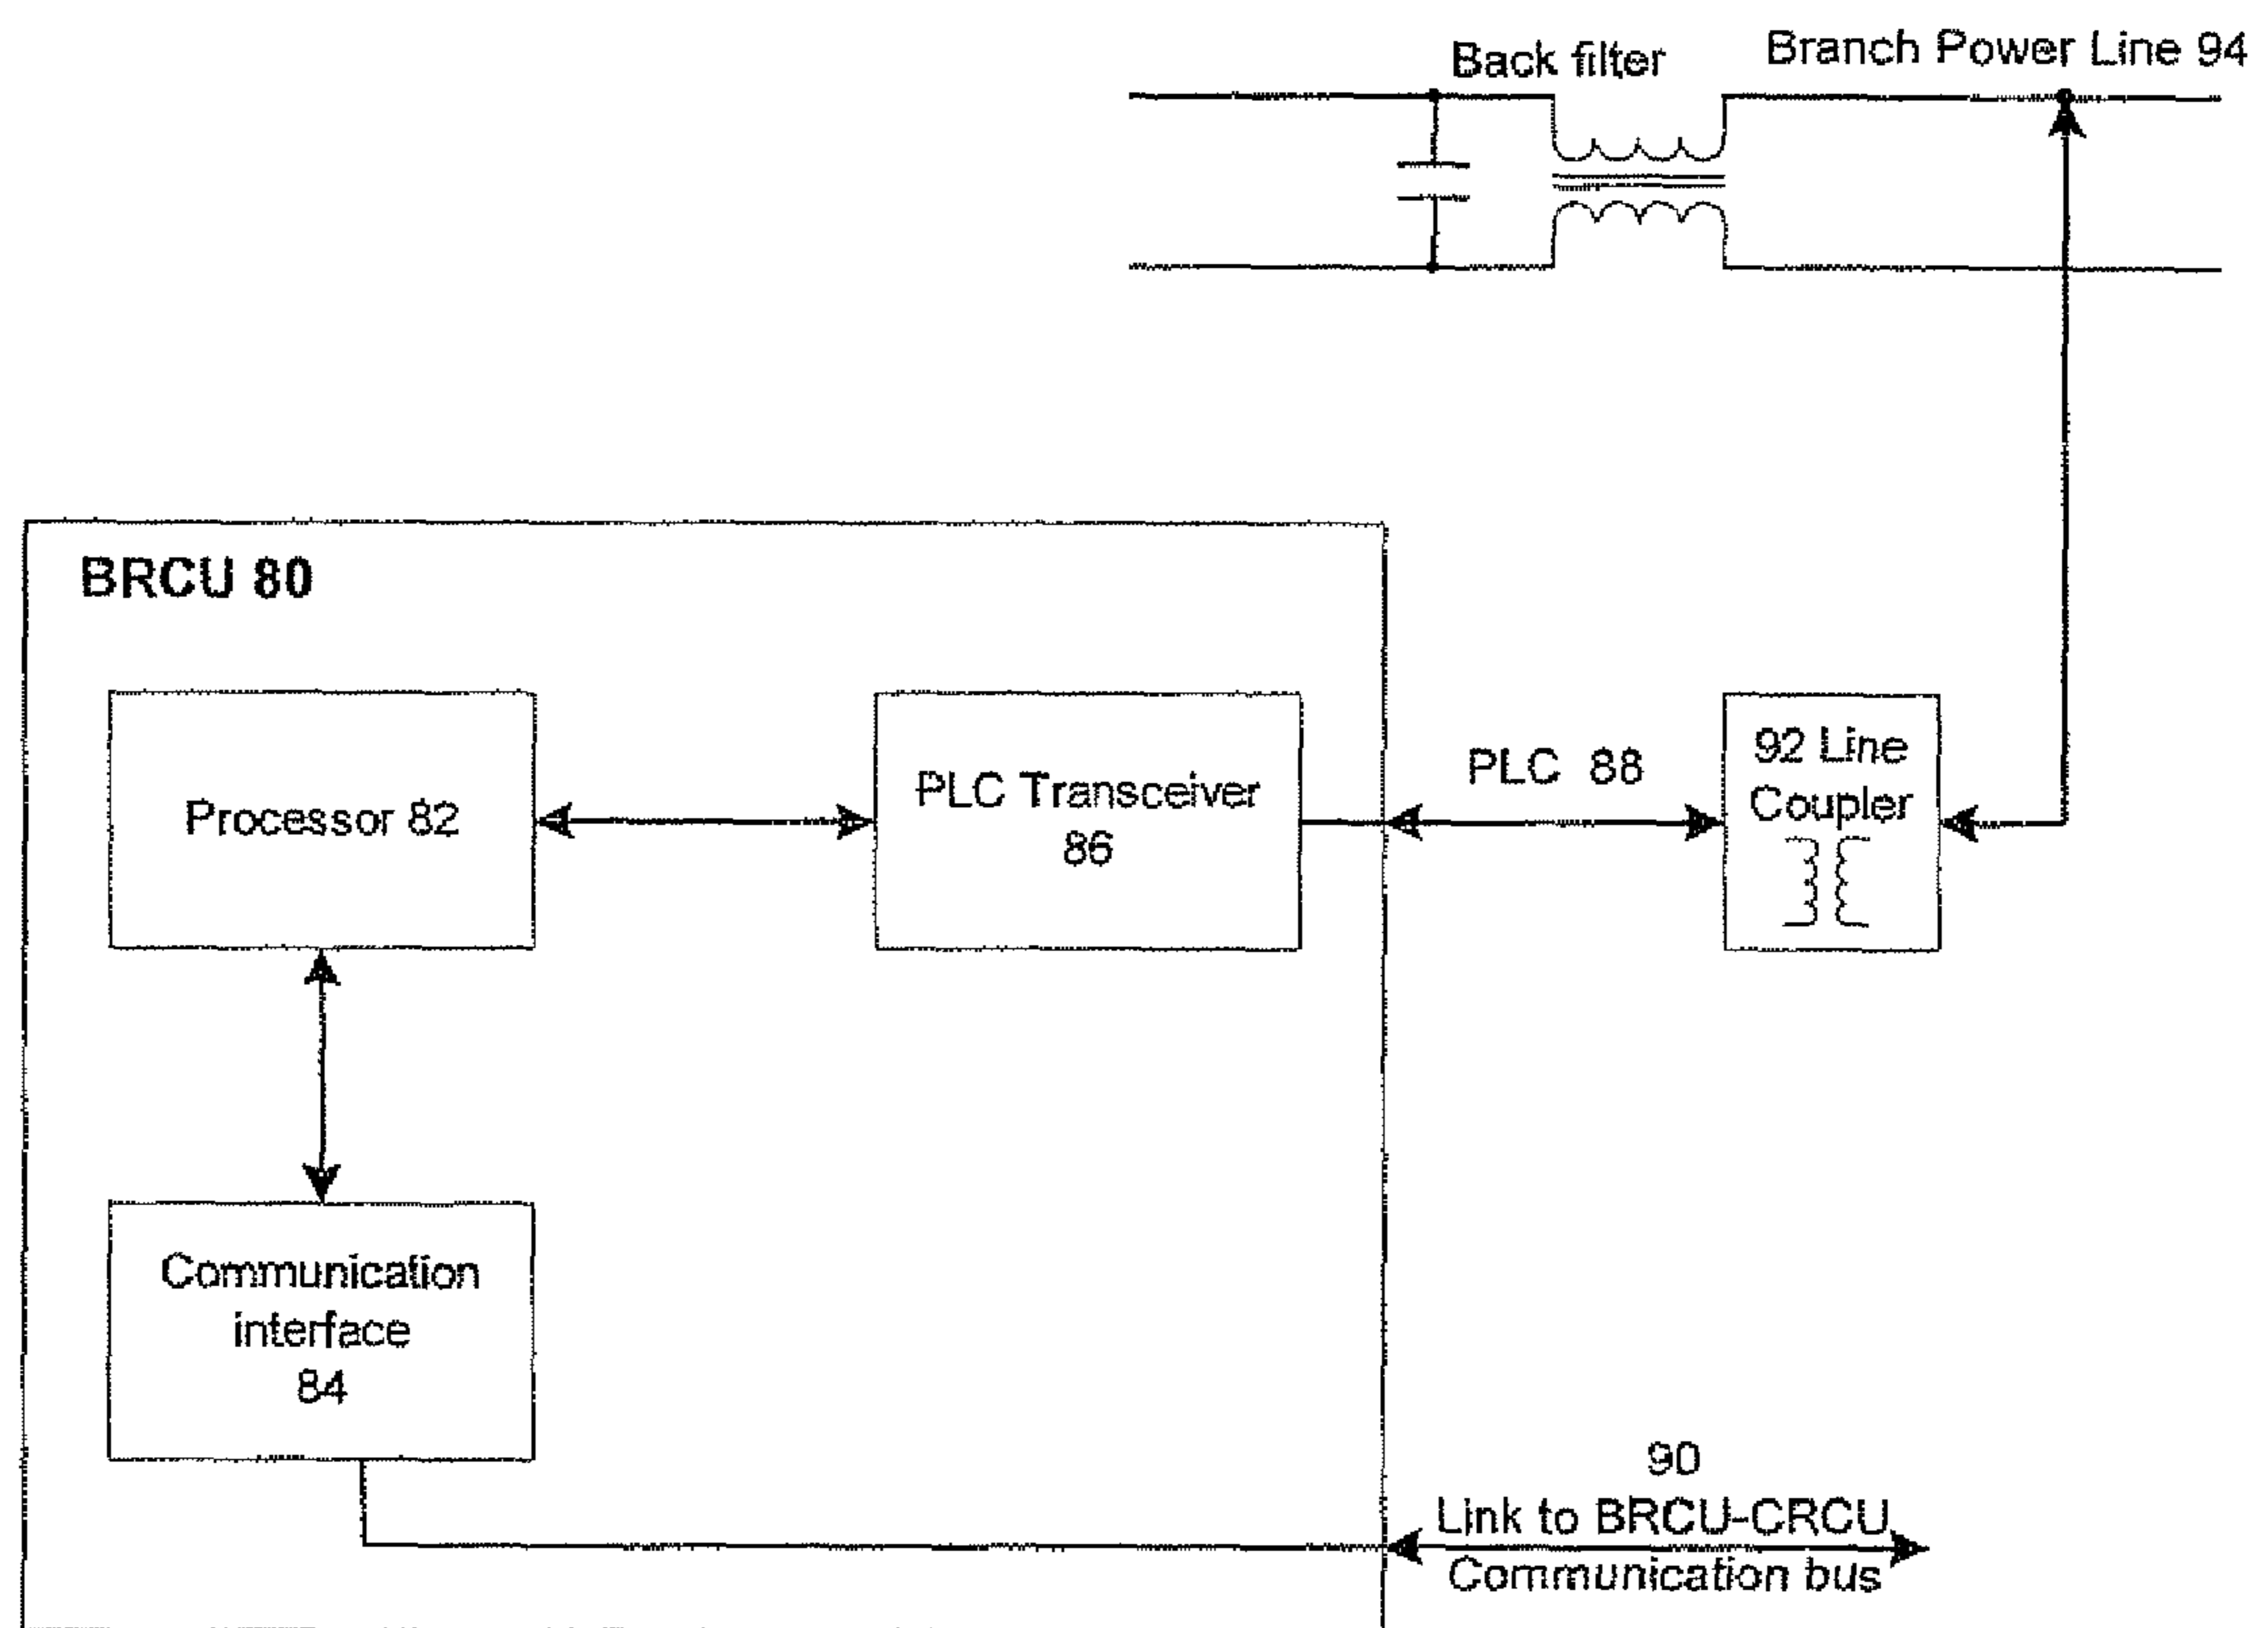 Back filter
Branch Power Line 94
BRCU 80
Processor 82
PLC Transceiver
86
PLC 88
92 Line
Coupler
Communication
interface
84
90
Link to BRCU-CRCU
Communication bus